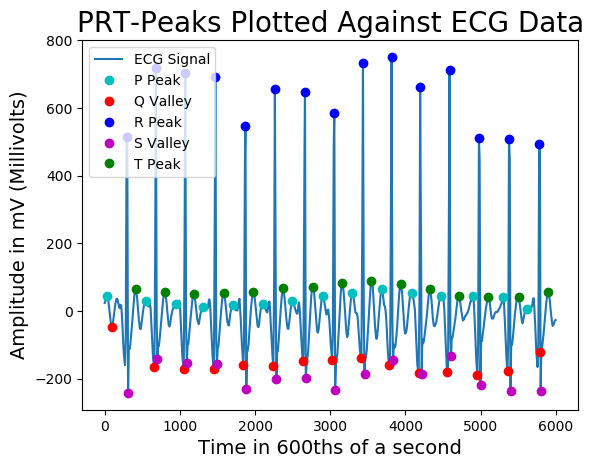 PRT-Peaks Plotted Against ECG Data
800
600
400
200
0
−200
Amplitude in mV (Millivolts)
ECG Signal
P Peak
Q Valley
R Peak
S Valley
T Peak
0 1000 2000 3000 4000 5000 6000
Time in 600ths of a second